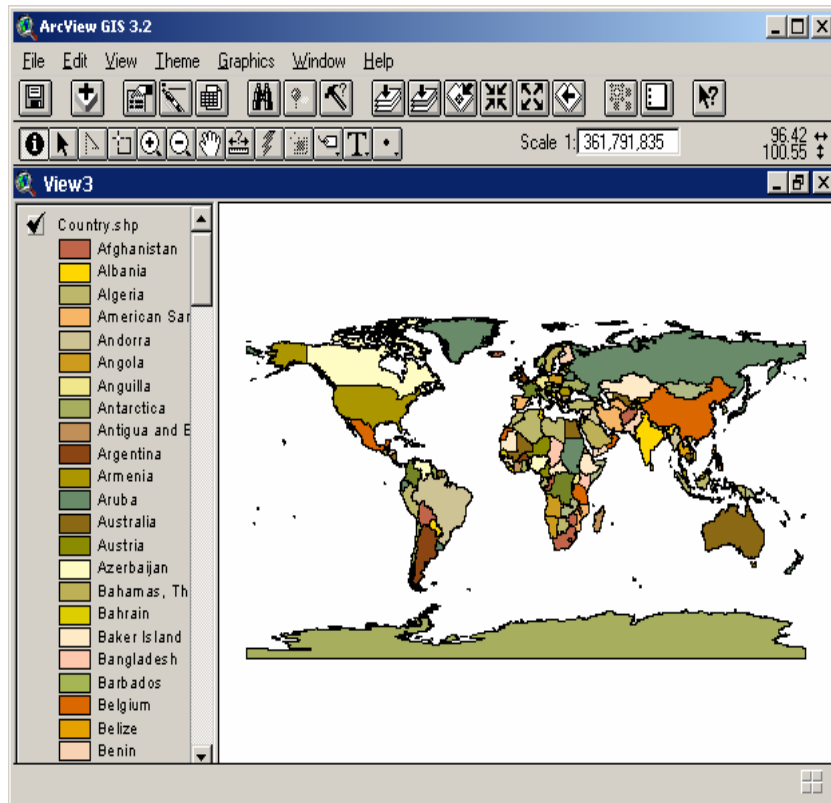 ArcView GIS 3.2
File Edit View Theme Graphics Window Help
Scale 1: 361,791,835
96.42
100.55
View3
Country.shp
Afghanistan
Albania
Algeria
American Sar
Andorra
Angola
Anguilla
Antarctica
Antigua and E
Argentina
Armenia
Aruba
Australia
Austria
Azerbaijan
Bahamas, Th
Bahrain
Baker Island
Bangladesh
Barbados
Belgium
Belize
Benin